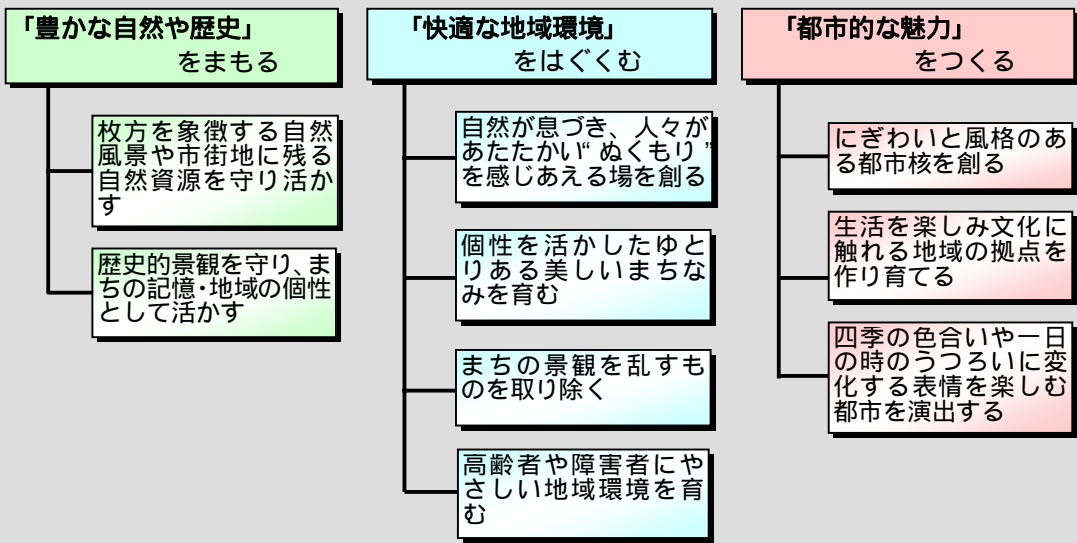 「豊かな自然や歴史」
をまもる
枚方を象徴する自然
風景や市街地に残る
自然資源を守り活か
す
歴史的景観を守り、ま
ちの記憶・地域の個性
として活かす
「快適な地域環境」
をはぐくむ
自然が息づき、人々が
あたたかい“ぬくもり”
を感じあえる場を創る
個性を活かしたゆと
りある美しいまちな
みを育む
まちの景観を乱すも
のを取り除く
高齢者や障害者にや
さしい地域環境を育
む
「都市的な魅力」
をつくる
にぎわいと風格のあ
る都市核を創る
生活を楽しみ文化に
触れる地域の拠点を
作り育てる
四季の色合いや一日
の時のうつろいに変
化する表情を楽しむ
都市を演出する